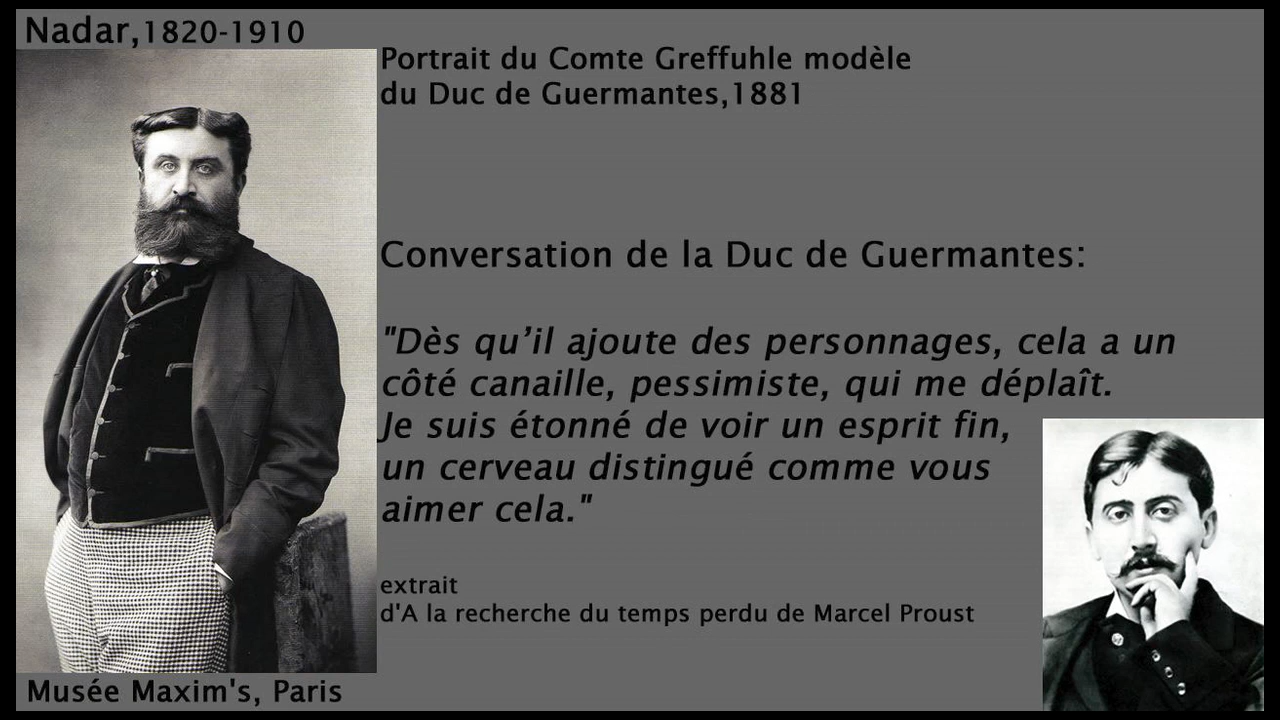 Nadar,1820-1910
Portrait du Comte Greffuhle modèle
du Duc de Guermantes,1881
Conversation de la Duc de Guermantes:
"Dès qu’il ajoute des personnages, cela a un
côté canaille, pessimiste, qui me déplaît.
Je suis étonné de voir un esprit fin,
un cerveau distingué comme vous
aimer cela."
extrait
d'A la recherche du temps perdu de Marcel Proust
Musée Maxim's, Paris